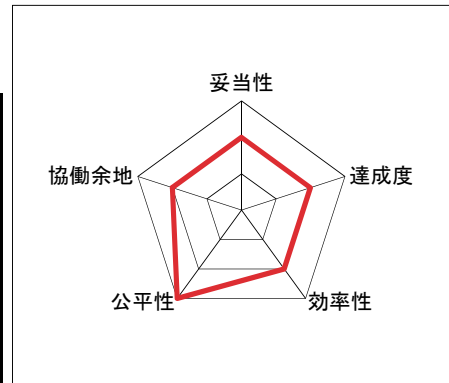 妥当性
協働余地
達成度
公平性
効率性